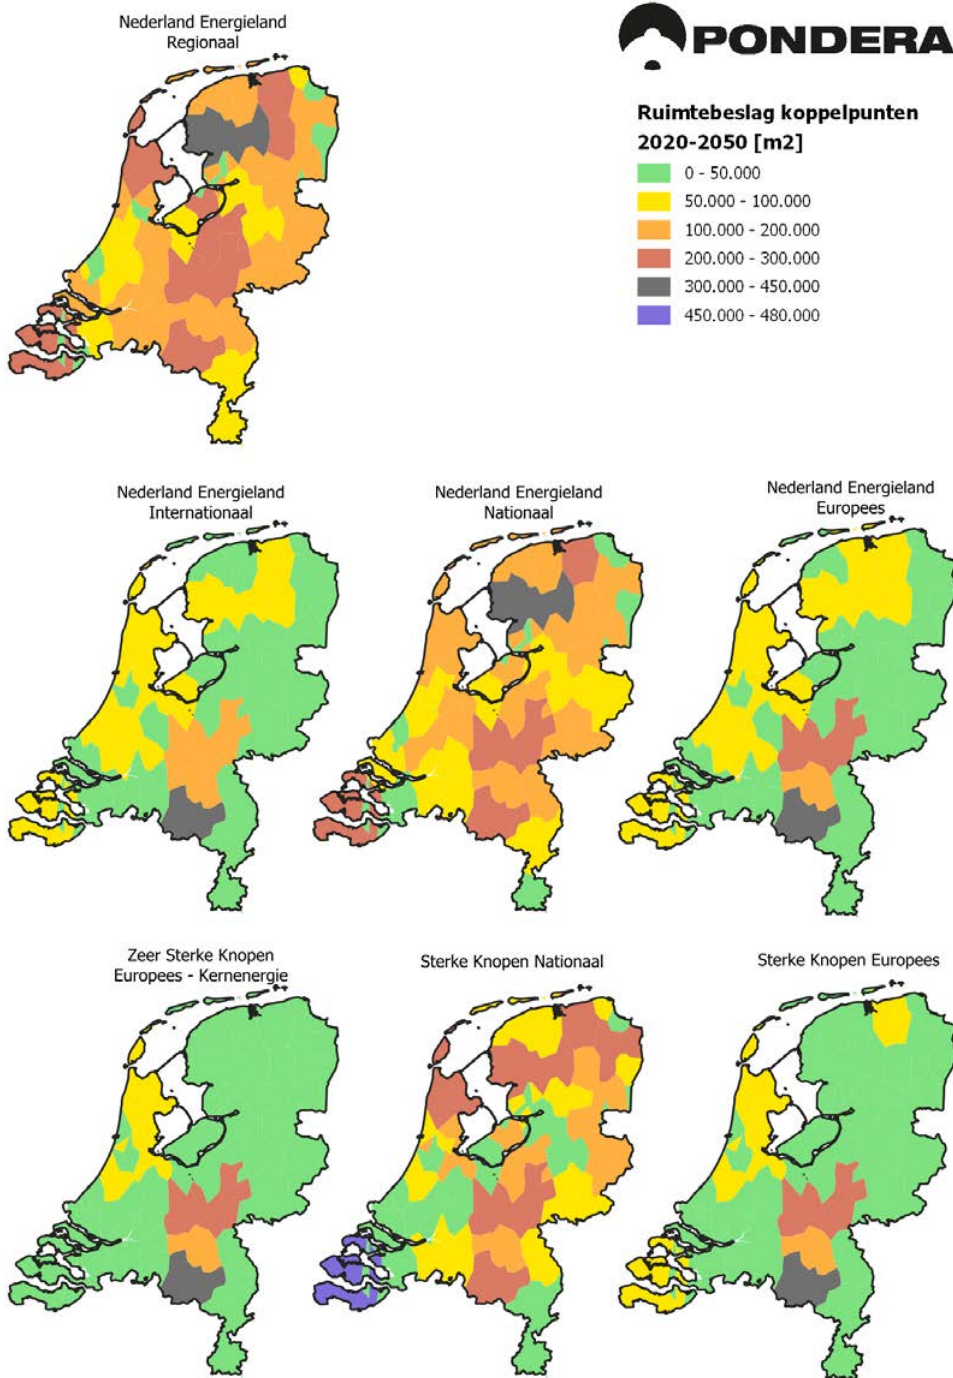 Nederland Energieland
Regionaal
PONDERA
Ruimtebeslag koppelpunten
2020-2050 [m2]
0 - 50.000
50.000 - 100.000
100.000 - 200.000
200.000 - 300.000
300.000 - 450.000
450.000 - 480.000
Nederland Energieland
Internationaal
Nederland Energieland
Nationaal
Nederland Energieland
Europees
Zeer Sterke Knopen
Europees - Kernenergie
Sterke Knopen Nationaal
Sterke Knopen Europees